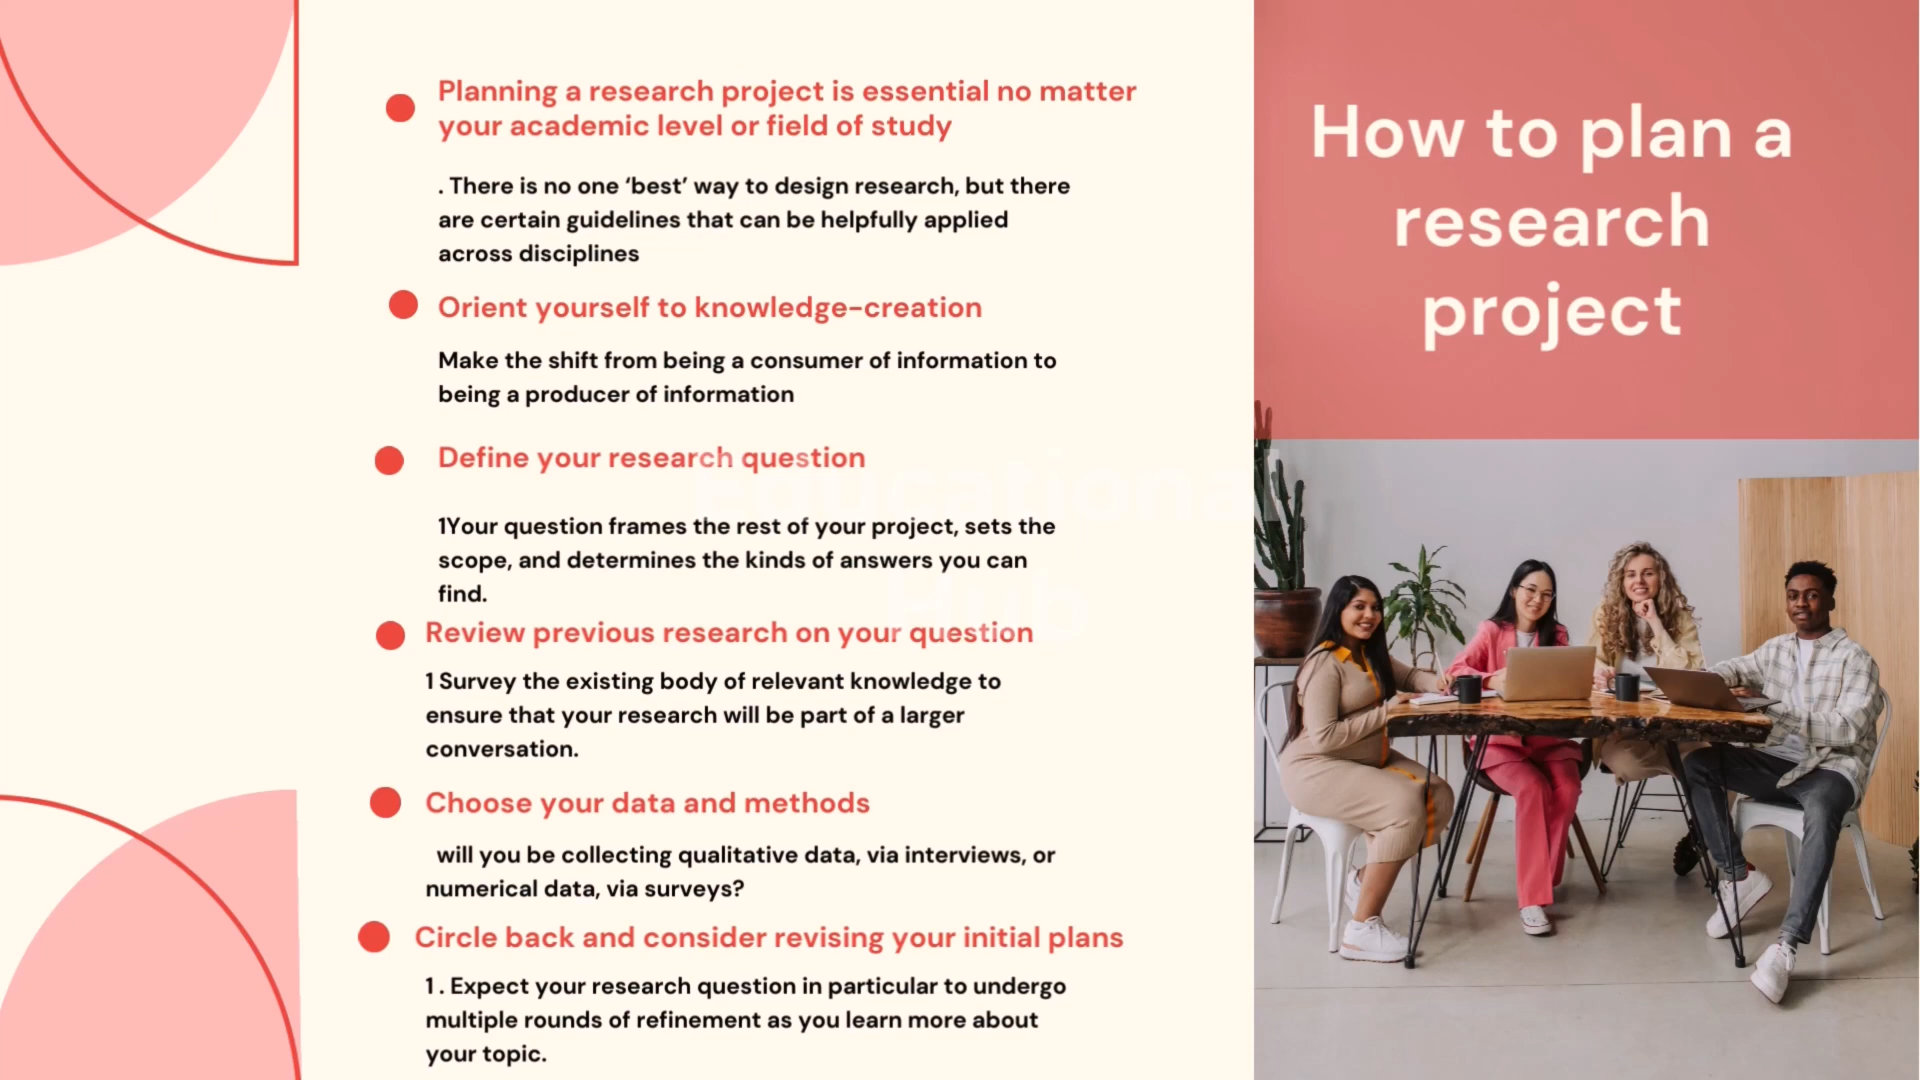 Planning a research project is essential no matter
your academic level or field of study
. There is no one ‘best’ way to design research, but there
are certain guidelines that can be helpfully applied
across disciplines
Orient yourself to knowledge-creation
Make the shift from being a consumer of information to
being a producer of information
Define your research question
1Your question frames the rest of your project, sets the
scope, and determines the kinds of answers you can
find.
Review previous research on your question
1 Survey the existing body of relevant knowledge to
ensure that your research will be part of a larger
conversation.
Choose your data and methods
will you be collecting qualitative data, via interviews, or
numerical data, via surveys?
Circle back and consider revising your initial plans
1 . Expect your research question in particular to undergo
multiple rounds of refinement as you learn more about
your topic.
How to plan a
research
project
Educational
Hub